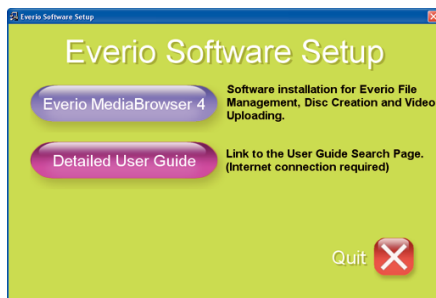 Everio Software Setup
Everio Software Setup
Everio MediaBrowser 4
Software installation for Everio File
Management, Disc Creation and Video
Uploading.
Detailed User Guide
Link to the User Guide Search Page.
(Internet connection required)
Quit